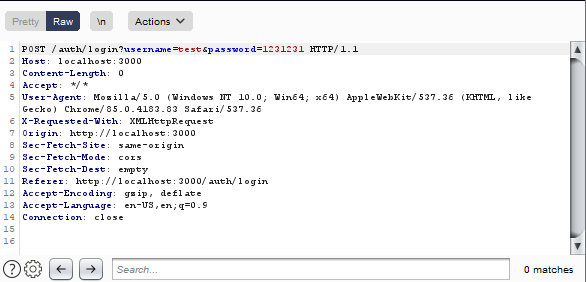 Pretty Raw \n Actions
1 POST /auth/login?username=test&password=1231231 HTTP/1.1
2 Host: localhost:3000
3 Content-Length: 0
4 Accept: */*
5 User-Agent: Mozilla/5.0 (Windows NT 10.0; Win64; x64) AppleWebKit/537.36 (KHTML, like
Gecko) Chrome/85.0.4183.83 Safari/537.36
6 X-Requested-With: XMLHttpRequest
7 Origin: http://localhost:3000
8 Sec-Fetch-Site: same-origin
9 Sec-Fetch-Mode: cors
10 Sec-Fetch-Dest: empty
11 Referer: http://localhost:3000/auth/login
12 Accept-Encoding: gzip, deflate
13 Accept-Language: en-US,en;q=0.9
14 Connection: close
15
16
Search... 0 matches